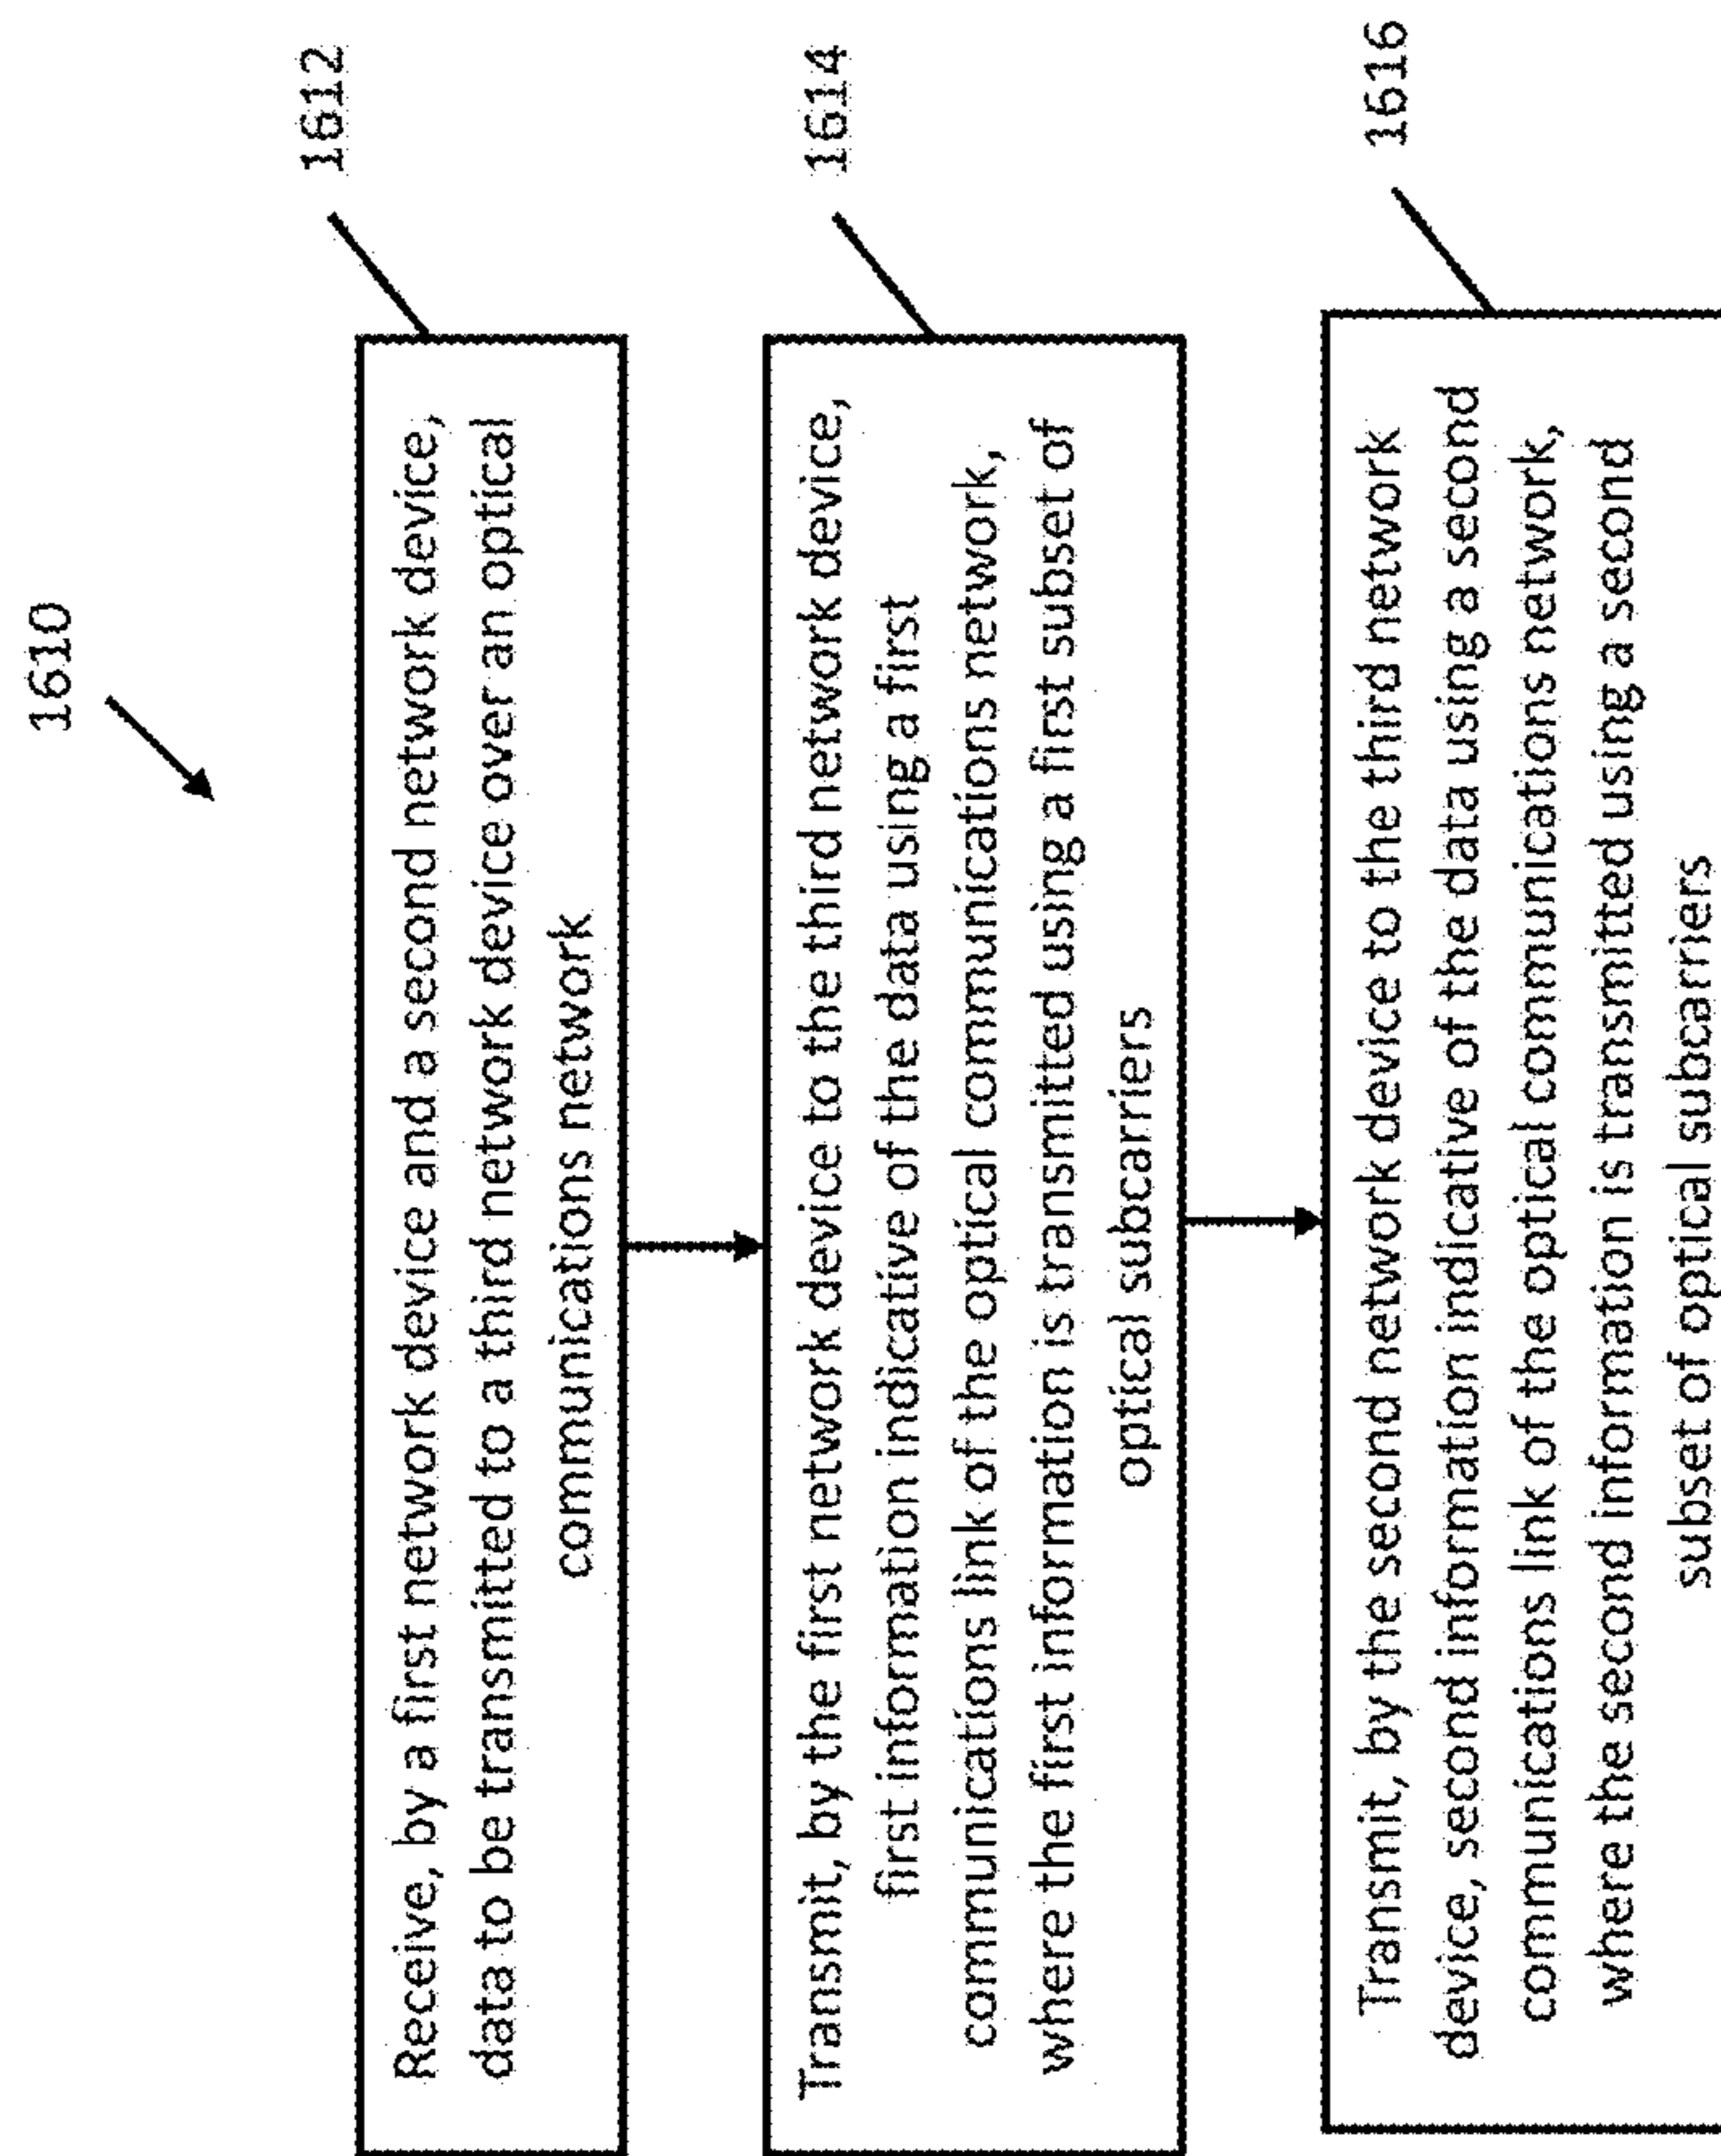 1610
1612
Receive, by a first network device and a second network device,
data to be transmitted to a third network device over an optical
communications network
1614
Transmit, by the first network device to the third network device,
first information indicative of the data using a first
communications link of the optical communications network,
where the first information is transmitted using a first subset of
optical subcarriers
1616
Transmit, by the second network device to the third network
device, second information indicative of the data using a second
communications link of the optical communications network,
where the second information is transmitted using a second
subset of optical subcarriers